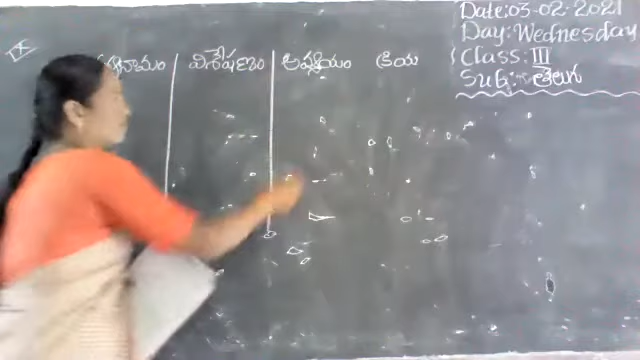 Date:03-02-2021
Day:Wednesday
Class:III
Sub:తెలుగు
విశేషణం అవ్యయం క్రియ